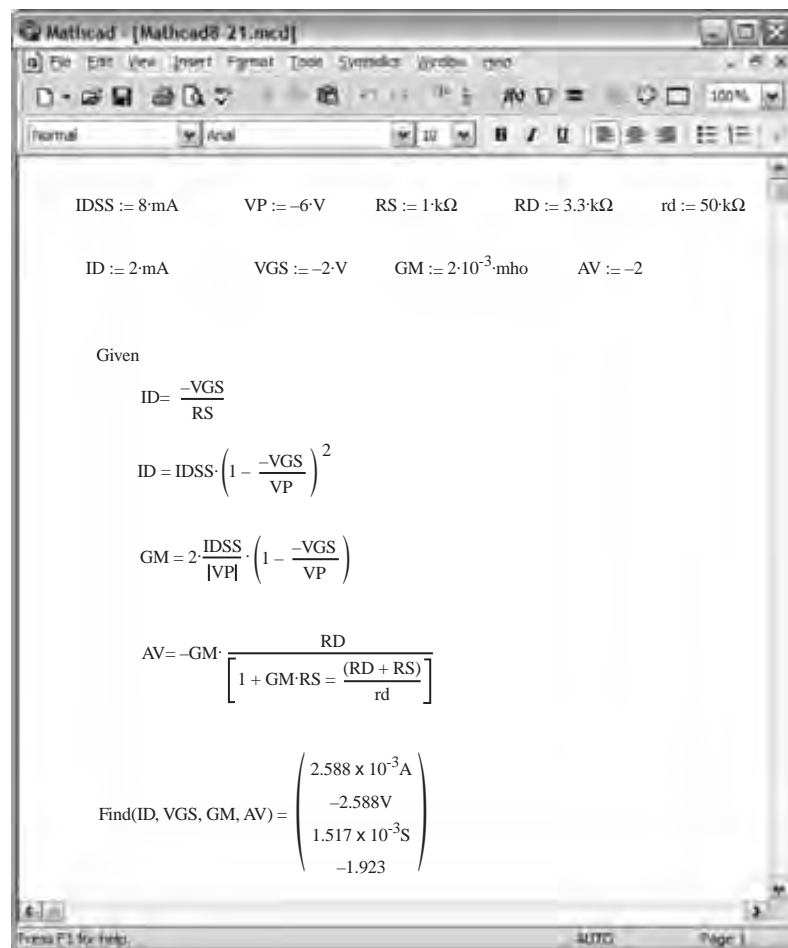 Mathcad - [Mathcad8-21.mcd[
File Edit View Insert Format Tools Symbolics Window
100%
Normal Arial 10 B I U
IDSS := 8·mA VP := –6·V RS := 1·kΩ RD := 3.3·kΩ rd := 50·kΩ
ID := 2·mA VGS := –2·V GM := 2·10^-3·mho AV := –2
Given
ID= –VGS / RS
ID = IDSS·(1 – –VGS / VP)^2
GM = 2·IDSS / |VP| · (1 – –VGS / VP)
AV= –GM· RD / [1 + GM·RS = (RD + RS) / rd]
Find(ID, VGS, GM, AV) =
2.588 x 10^-3A
–2.588V
1.517 x 10^-3S
–1.923
Press F1 for help. AUTO Page 1